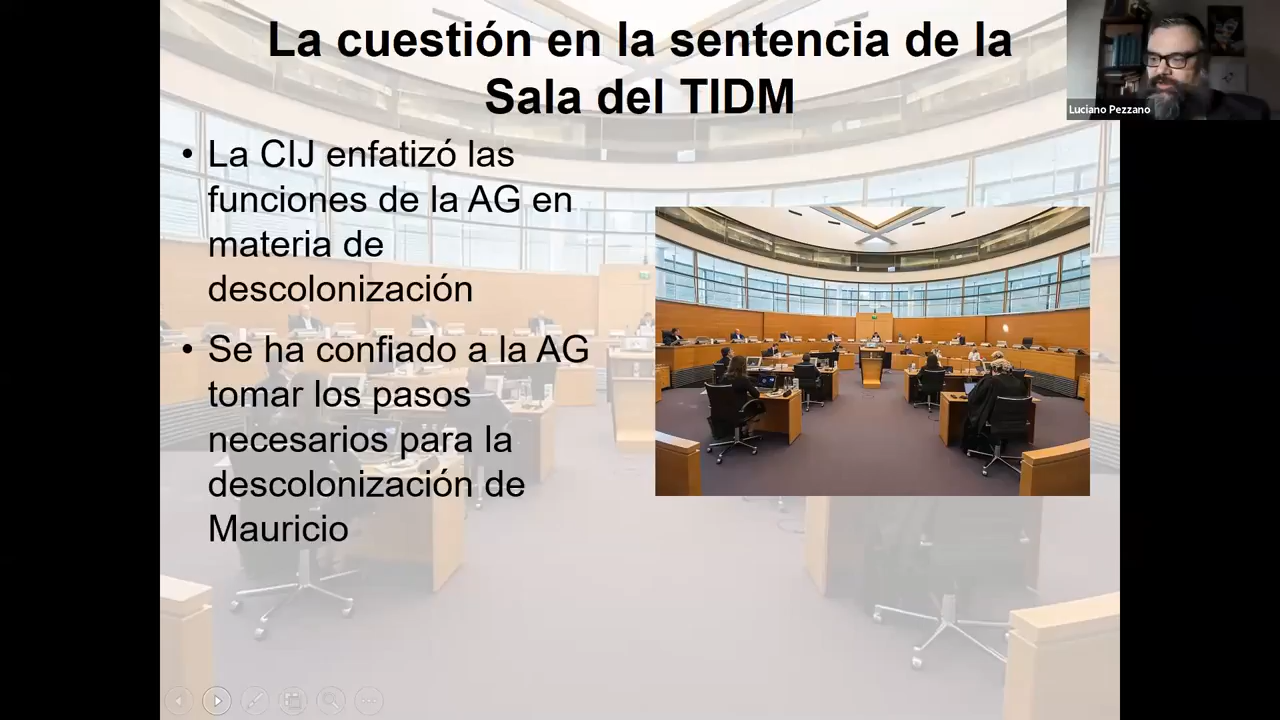 La cuestión en la sentencia de la
Sala del TIDM
Luciano Pezzano
• La CIJ enfatizó las
funciones de la AG en
materia de
descolonización
• Se ha confiado a la AG
tomar los pasos
necesarios para la
descolonización de
Mauricio